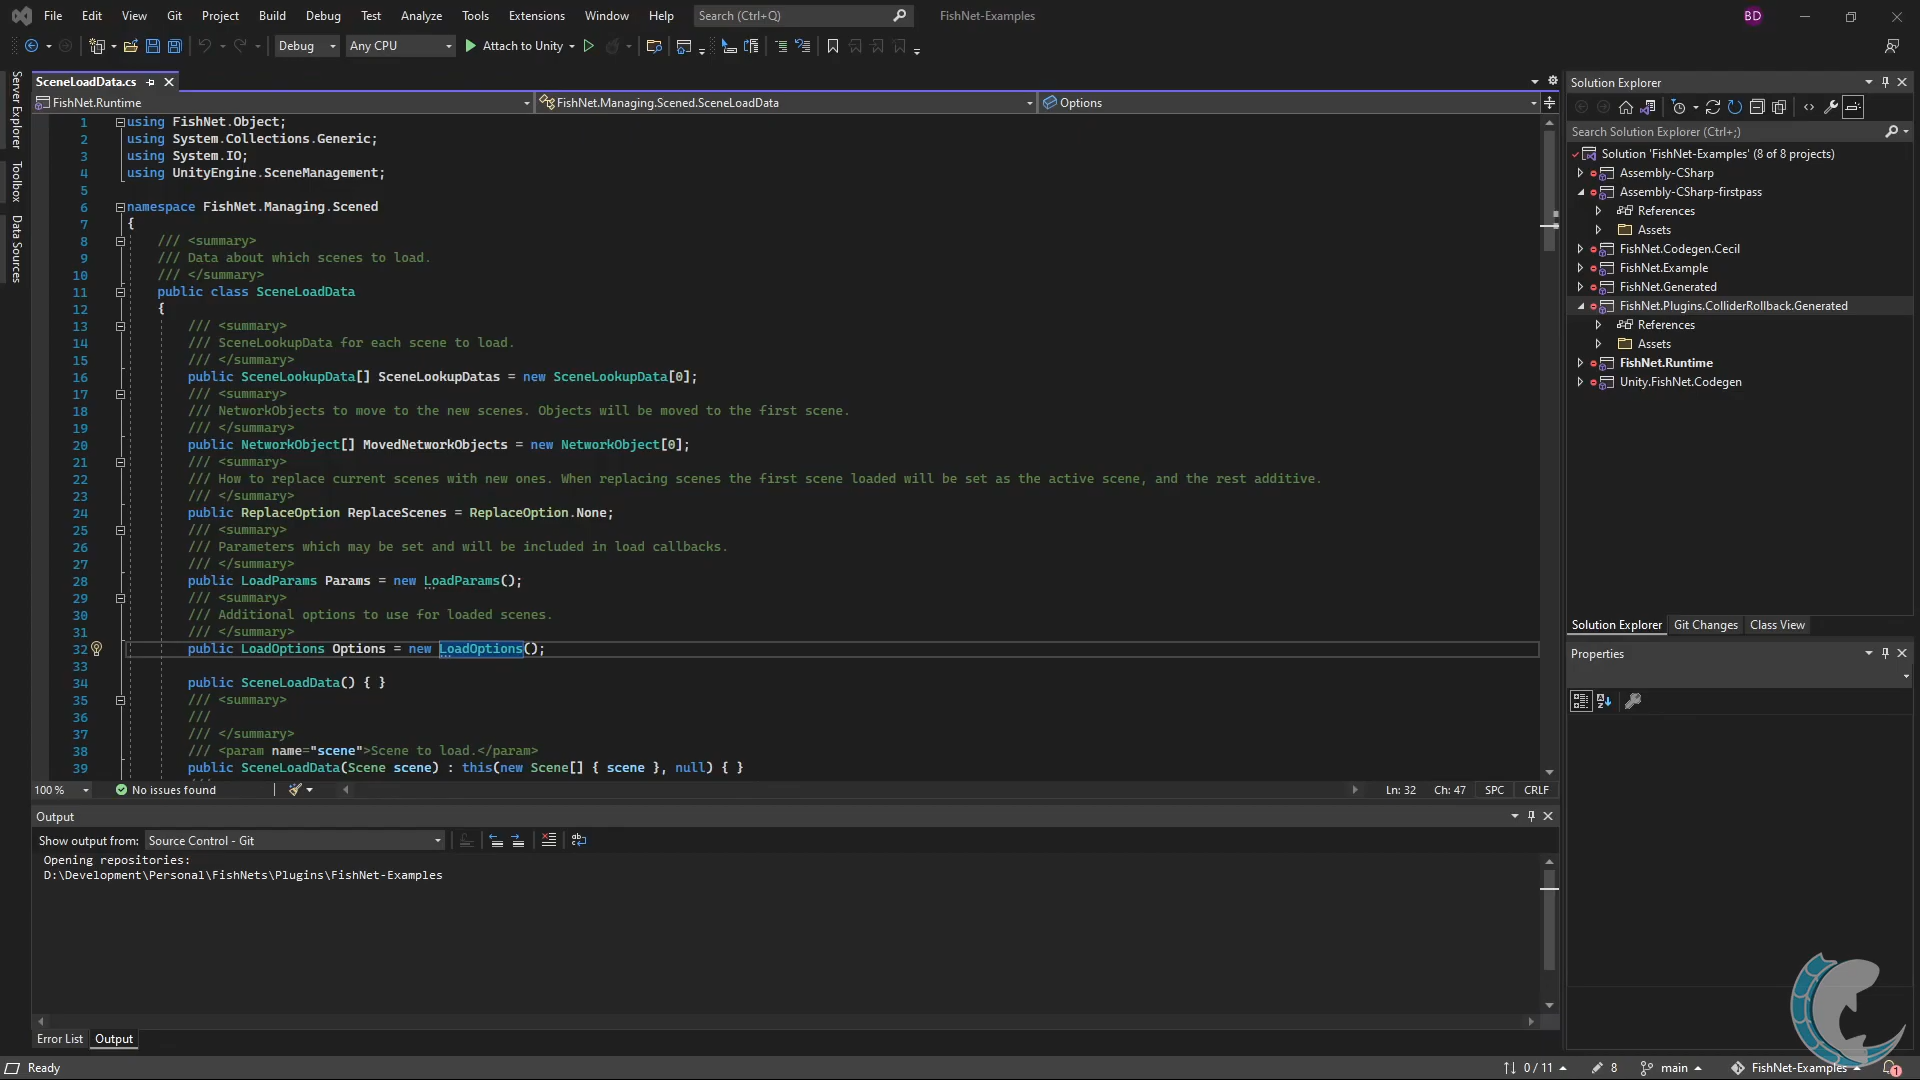 File Edit View Git Project Build Debug Test Analyze Tools Extensions Window Help Search (Ctrl+Q) FishNet-Examples BD
Debug Any CPU Attach to Unity
Server Explorer
Toolbox
Data Sources
SceneLoadData.cs
FishNet.Runtime FishNet.Managing.Scened.SceneLoadData Options
1 using FishNet.Object;
2 using System.Collections.Generic;
3 using System.IO;
4 using UnityEngine.SceneManagement;
5
6 namespace FishNet.Managing.Scened
7 {
8 /// <summary>
9 /// Data about which scenes to load.
10 /// </summary>
11 public class SceneLoadData
12 {
13 /// <summary>
14 /// SceneLookupData for each scene to load.
15 /// </summary>
16 public SceneLookupData[] SceneLookupDatas = new SceneLookupData[0];
17 /// <summary>
18 /// NetworkObjects to move to the new scenes. Objects will be moved to the first scene.
19 /// </summary>
20 public NetworkObject[] MovedNetworkObjects = new NetworkObject[0];
21 /// <summary>
22 /// How to replace current scenes with new ones. When replacing scenes the first scene loaded will be set as the active scene, and the rest additive.
23 /// </summary>
24 public ReplaceOption ReplaceScenes = ReplaceOption.None;
25 /// <summary>
26 /// Parameters which may be set and will be included in load callbacks.
27 /// </summary>
28 public LoadParams Params = new LoadParams();
29 /// <summary>
30 /// Additional options to use for loaded scenes.
31 /// </summary>
32 public LoadOptions Options = new LoadOptions();
33
34 public SceneLoadData() { }
35 /// <summary>
36 ///
37 /// </summary>
38 /// <param name="scene">Scene to load.</param>
39 public SceneLoadData(Scene scene) : this(new Scene[] { scene }, null) { }
100 % No issues found Ln: 32 Ch: 47 SPC CRLF
Output
Show output from: Source Control - Git
Opening repositories:
D:\Development\Personal\FishNets\Plugins\FishNet-Examples
Error List Output
Solution Explorer
Search Solution Explorer (Ctrl+;)
Solution 'FishNet-Examples' (8 of 8 projects)
Assembly-CSharp
Assembly-CSharp-firstpass
References
Assets
FishNet.Codegen.Cecil
FishNet.Example
FishNet.Generated
FishNet.Plugins.ColliderRollback.Generated
References
Assets
FishNet.Runtime
Unity.FishNet.Codegen
Solution Explorer Git Changes Class View
Properties
Ready 0 / 11 8 main FishNet-Examples 1